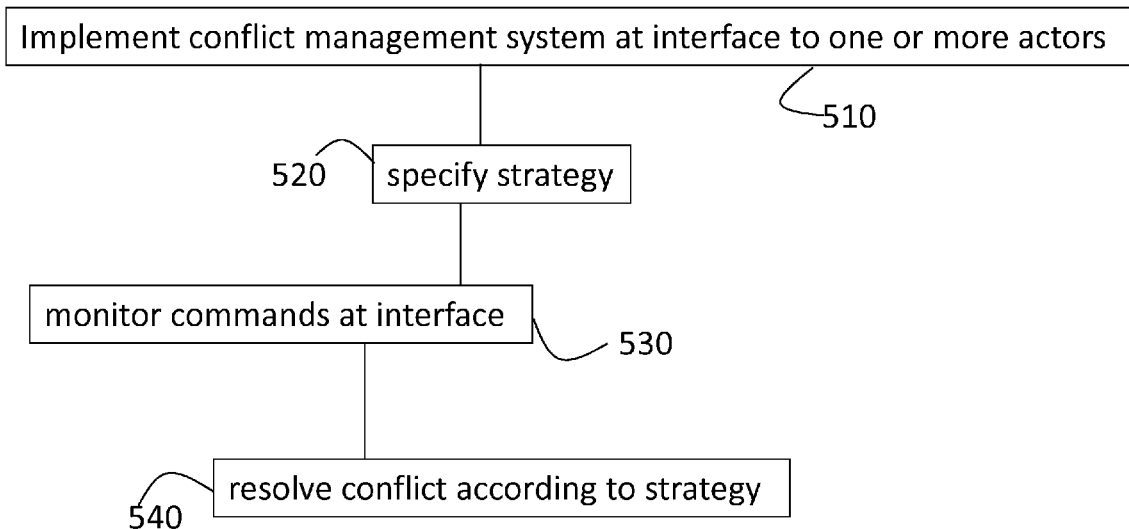 Implement conflict management system at interface to one or more actors
510
520
specify strategy
monitor commands at interface
530
resolve conflict according to strategy
540